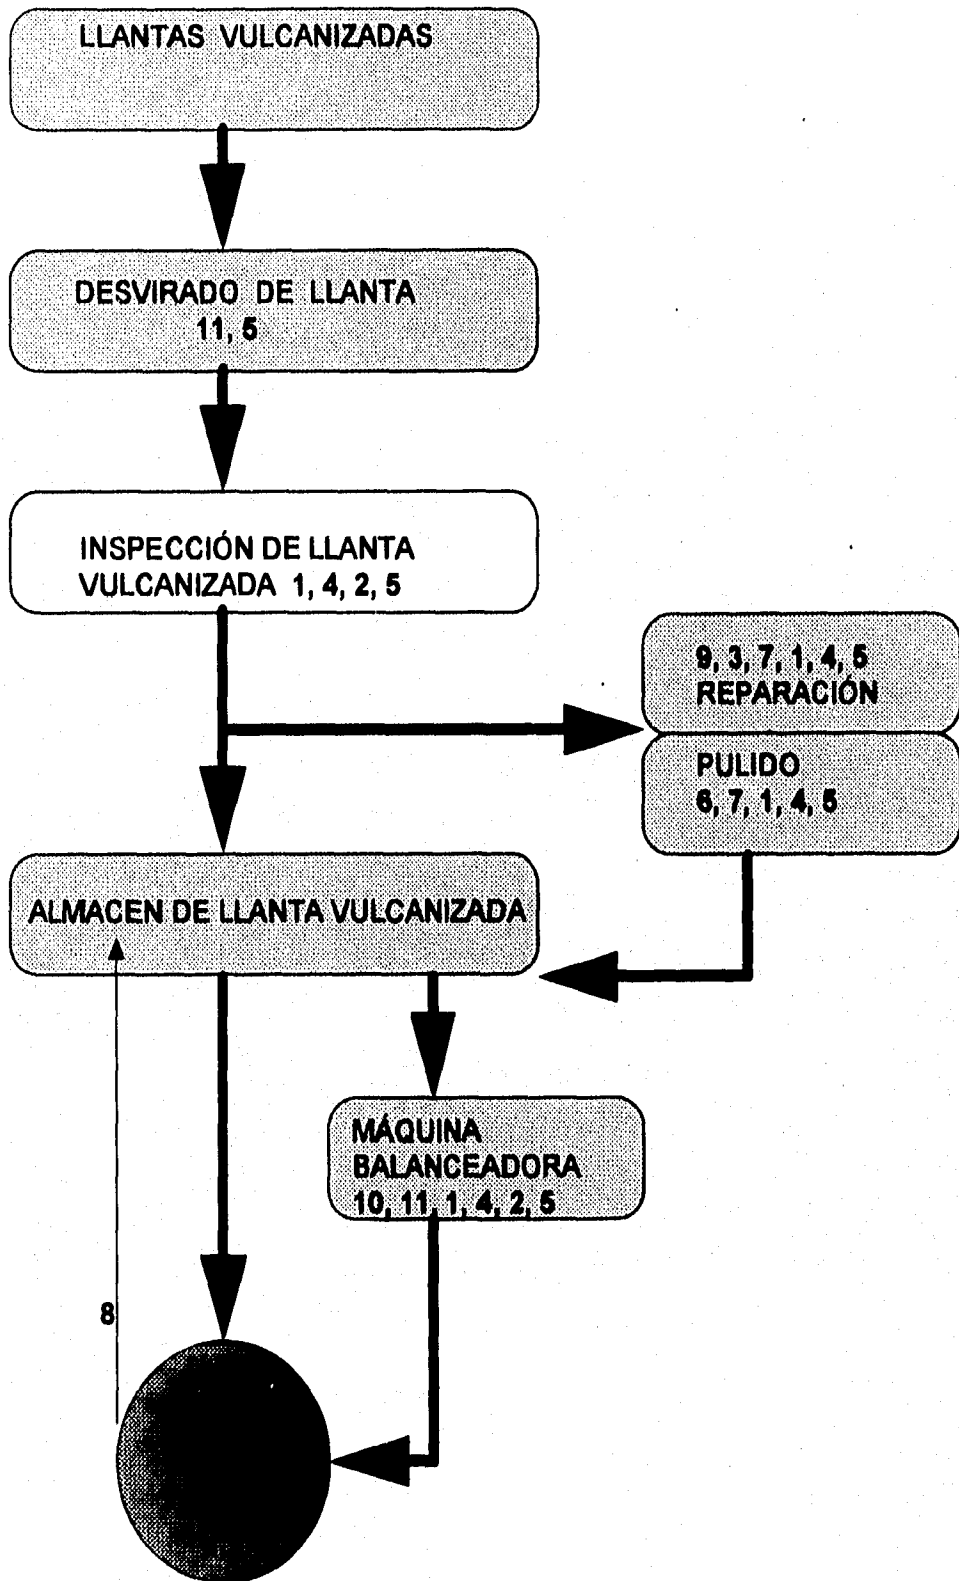 LLANTAS VULCANIZADAS
DESVIRADO DE LLANTA
11, 5
INSPECCIÓN DE LLANTA
VULCANIZADA 1, 4, 2, 5
9, 3, 7, 1, 4, 5
REPARACIÓN
PULIDO
6, 7, 1, 4, 5
ALMACEN DE LLANTA VULCANIZADA
MÁQUINA
BALANCEADORA
10, 11, 1, 4, 2, 5
8